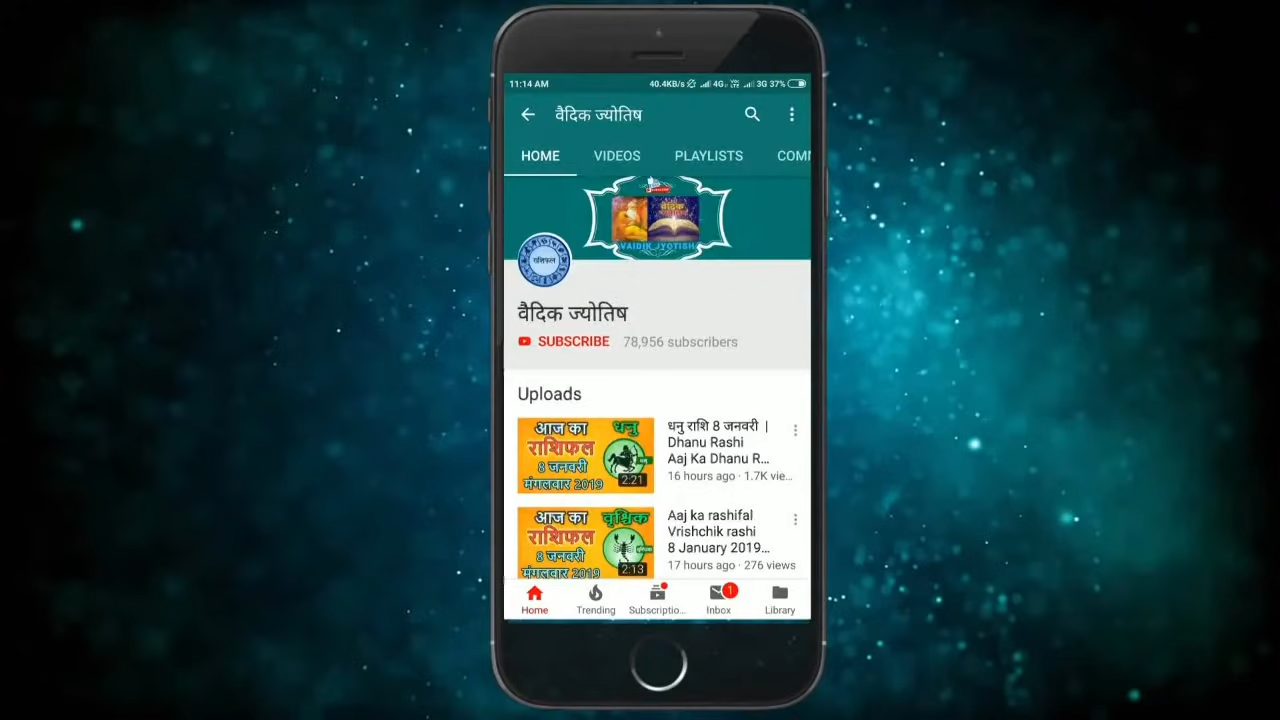 11:14 AM
40.4KB/s 4G VoLTE 3G 37%
वैदिक ज्योतिष
HOME VIDEOS PLAYLISTS COMM
वैदिक
VAIDIK JYOTISH
राशिफल
वैदिक ज्योतिष
SUBSCRIBE 78,956 subscribers
Uploads
आज का धनु
राशिफल
8 जनवरी
मंगलवार 2019
2:21
धनु राशि 8 जनवरी |
Dhanu Rashi
Aaj Ka Dhanu R...
16 hours ago · 1.7K vie...
आज का वृश्चिक
राशिफल
8 जनवरी
मंगलवार 2019
2:13
Aaj ka rashifal
Vrishchik rashi
8 January 2019...
17 hours ago · 276 views
1
Home Trending Subscriptio... Inbox Library